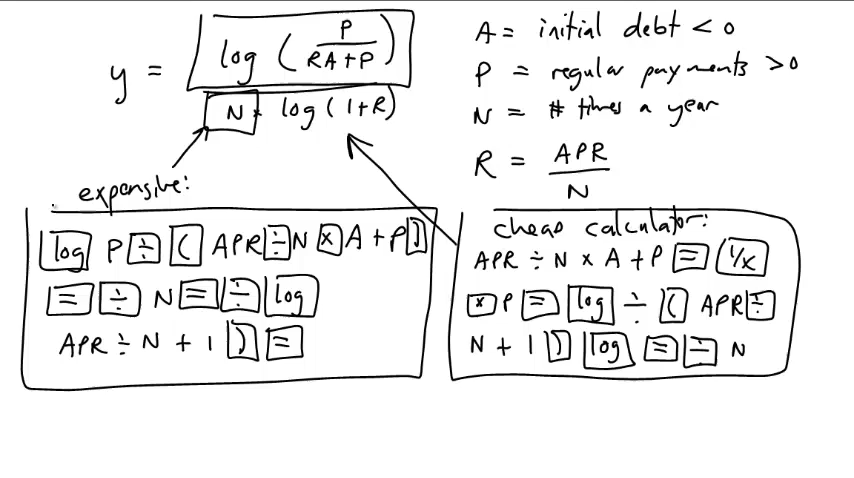 y = log ( P / RA + P )
N × log ( 1 + R )
A = initial debt < 0
P = regular payments > 0
N = # times a year
R = APR / N
expensive:
log P ÷ ( APR ÷ N × A + P )
= ÷ N = ÷ log
APR ÷ N + 1 ) =
cheap calculator:
APR ÷ N × A + P = 1/x
× P = log ÷ ( APR ÷
N + 1 ) log = ÷ N